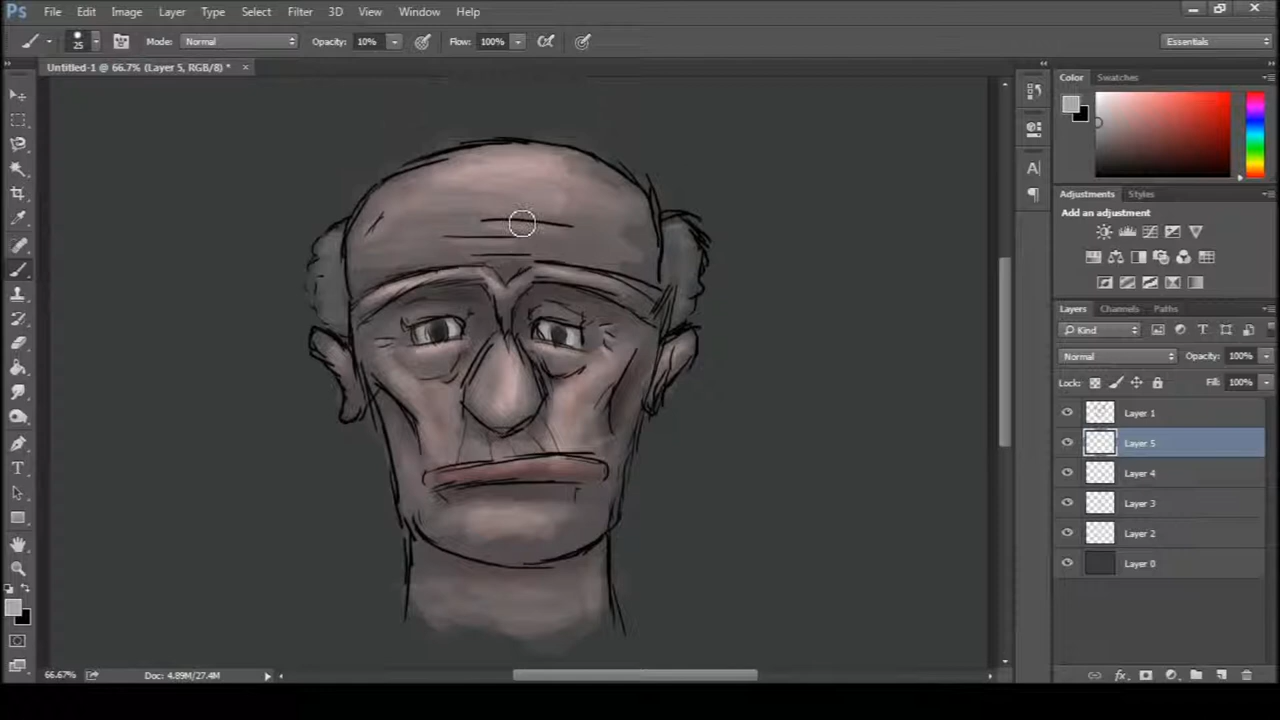 Ps File Edit Image Layer Type Select Filter 3D View Window Help
25 Mode: Normal Opacity: 10% Flow: 100% Essentials
Untitled-1 @ 66.7% (Layer 5, RGB/8) * ×
Color Swatches
Adjustments Styles
Add an adjustment
Layers Channels Paths
Kind
Normal Opacity: 100%
Lock: Fill: 100%
Layer 1
Layer 5
Layer 4
Layer 3
Layer 2
Layer 0
66.67% Doc: 4.89M/27.4M